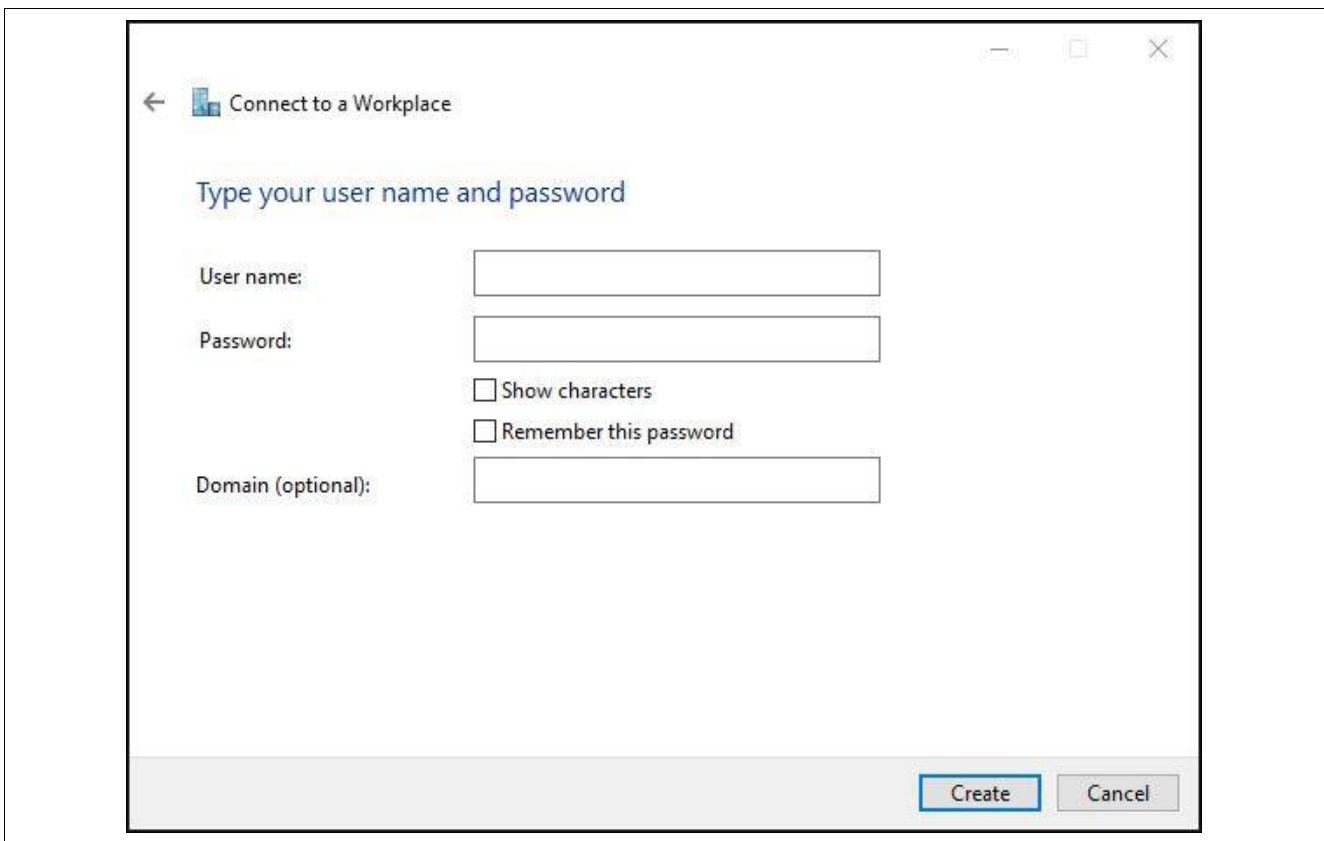 Connect to a Workplace
Type your user name and password
User name:
Password:
Show characters
Remember this password
Domain (optional):
Create Cancel